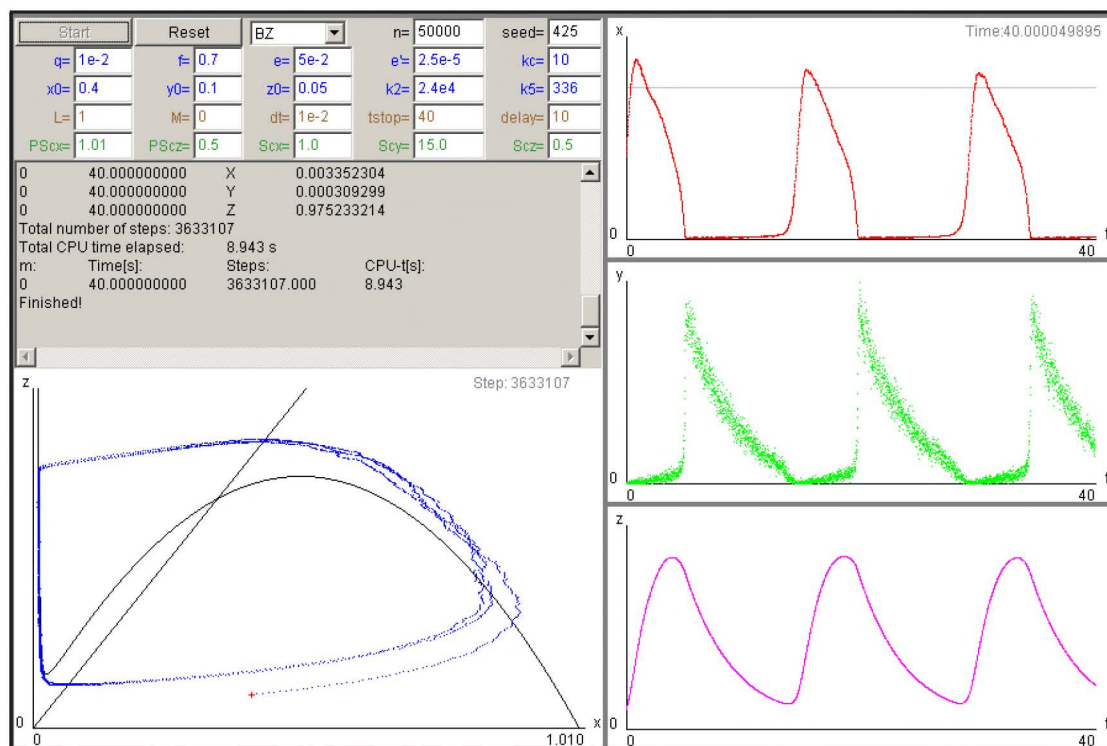 Start Reset BZ n= 50000 seed= 425
q= 1e-2 f= 0.7 e= 5e-2 e'= 2.5e-5 kc= 10
x0= 0.4 y0= 0.1 z0= 0.05 k2= 2.4e4 k5= 336
L= 1 M= 0 dt= 1e-2 tstop= 40 delay= 10
PScx= 1.01 PScz= 0.5 Scx= 1.0 Scy= 15.0 Scz= 0.5
0 40.000000000 X 0.003352304
0 40.000000000 Y 0.000309299
0 40.000000000 Z 0.975233214
Total number of steps: 3633107
Total CPU time elapsed: 8.943 s
m: Time[s]: Steps: CPU-t[s]:
0 40.000000000 3633107.000 8.943
Finished!
z Step: 3633107
0 x
0 1.010
x Time:40.000049895
0 t
0 40
y
0 t
0 40
z
0 t
0 40